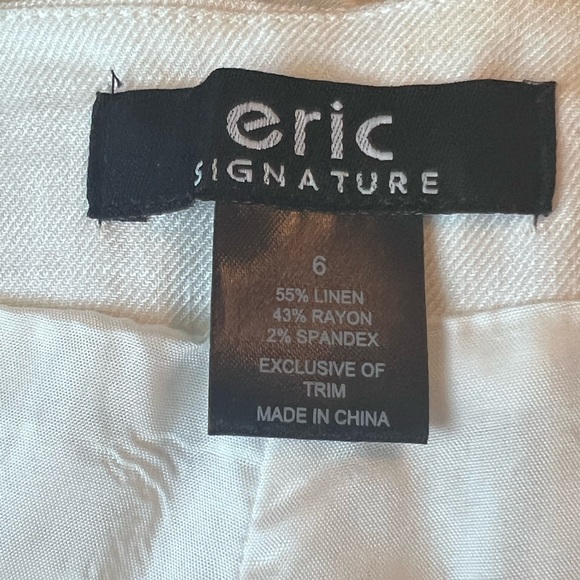 eric
SIGNATURE
6
55% LINEN
43% RAYON
2% SPANDEX
EXCLUSIVE OF
TRIM
MADE IN CHINA